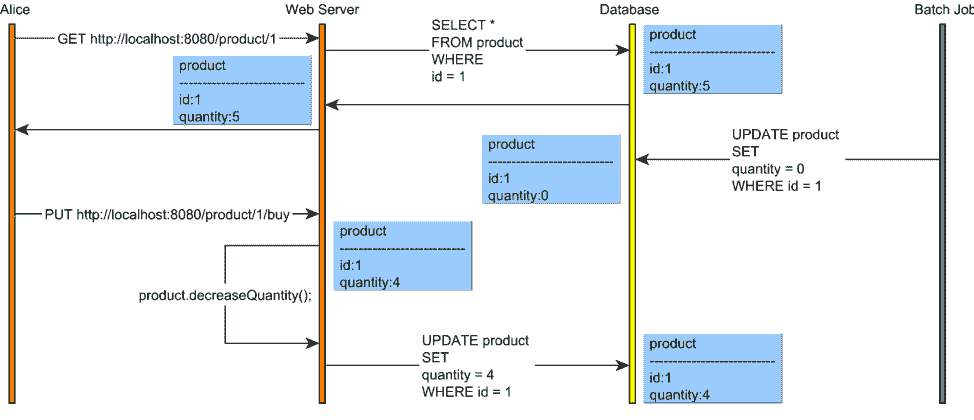 Alice
Web Server
Database
Batch Job
GET http://localhost:8080/product/1
SELECT *
FROM product
WHERE
id = 1
product
---------------------------
id:1
quantity:5
product
---------------------------
id:1
quantity:5
UPDATE product
SET
quantity = 0
WHERE id = 1
product
---------------------------
id:1
quantity:0
PUT http://localhost:8080/product/1/buy
product
---------------------------
id:1
quantity:4
product.decreaseQuantity();
UPDATE product
SET
quantity = 4
WHERE id = 1
product
---------------------------
id:1
quantity:4